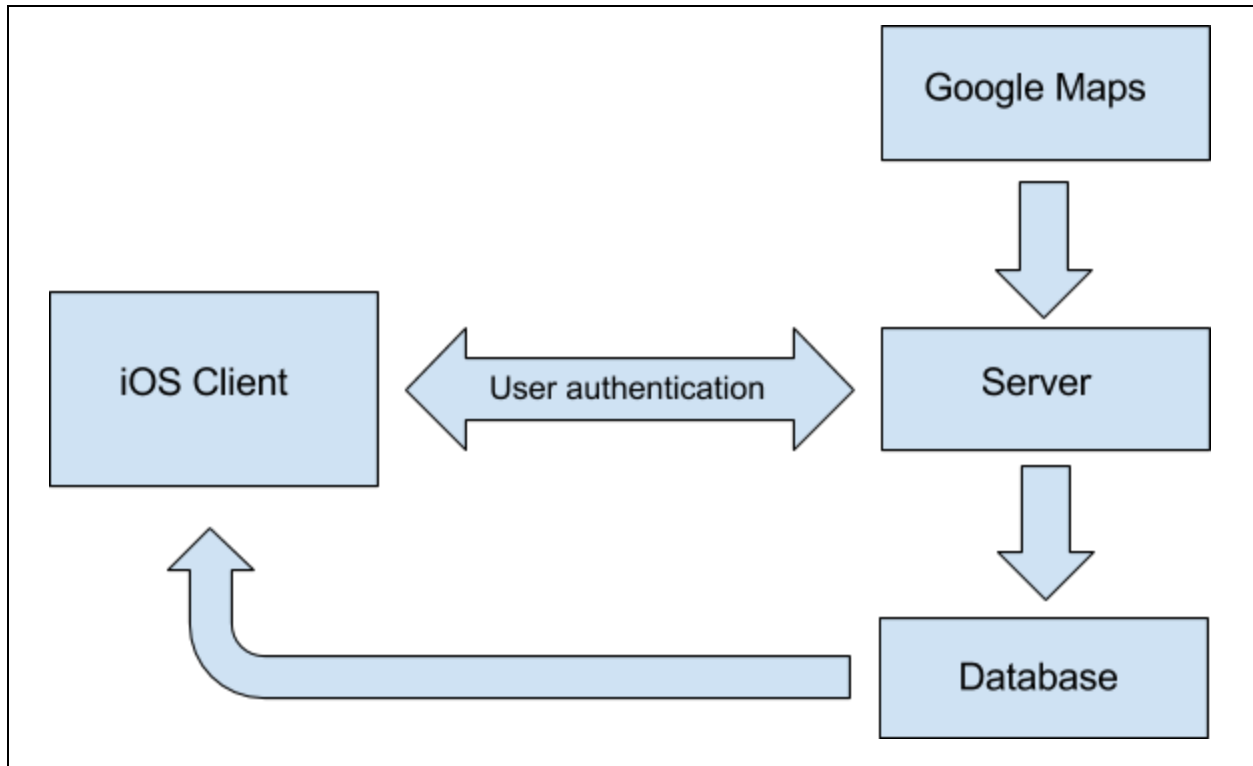 Google Maps
iOS Client
User authentication
Server
Database